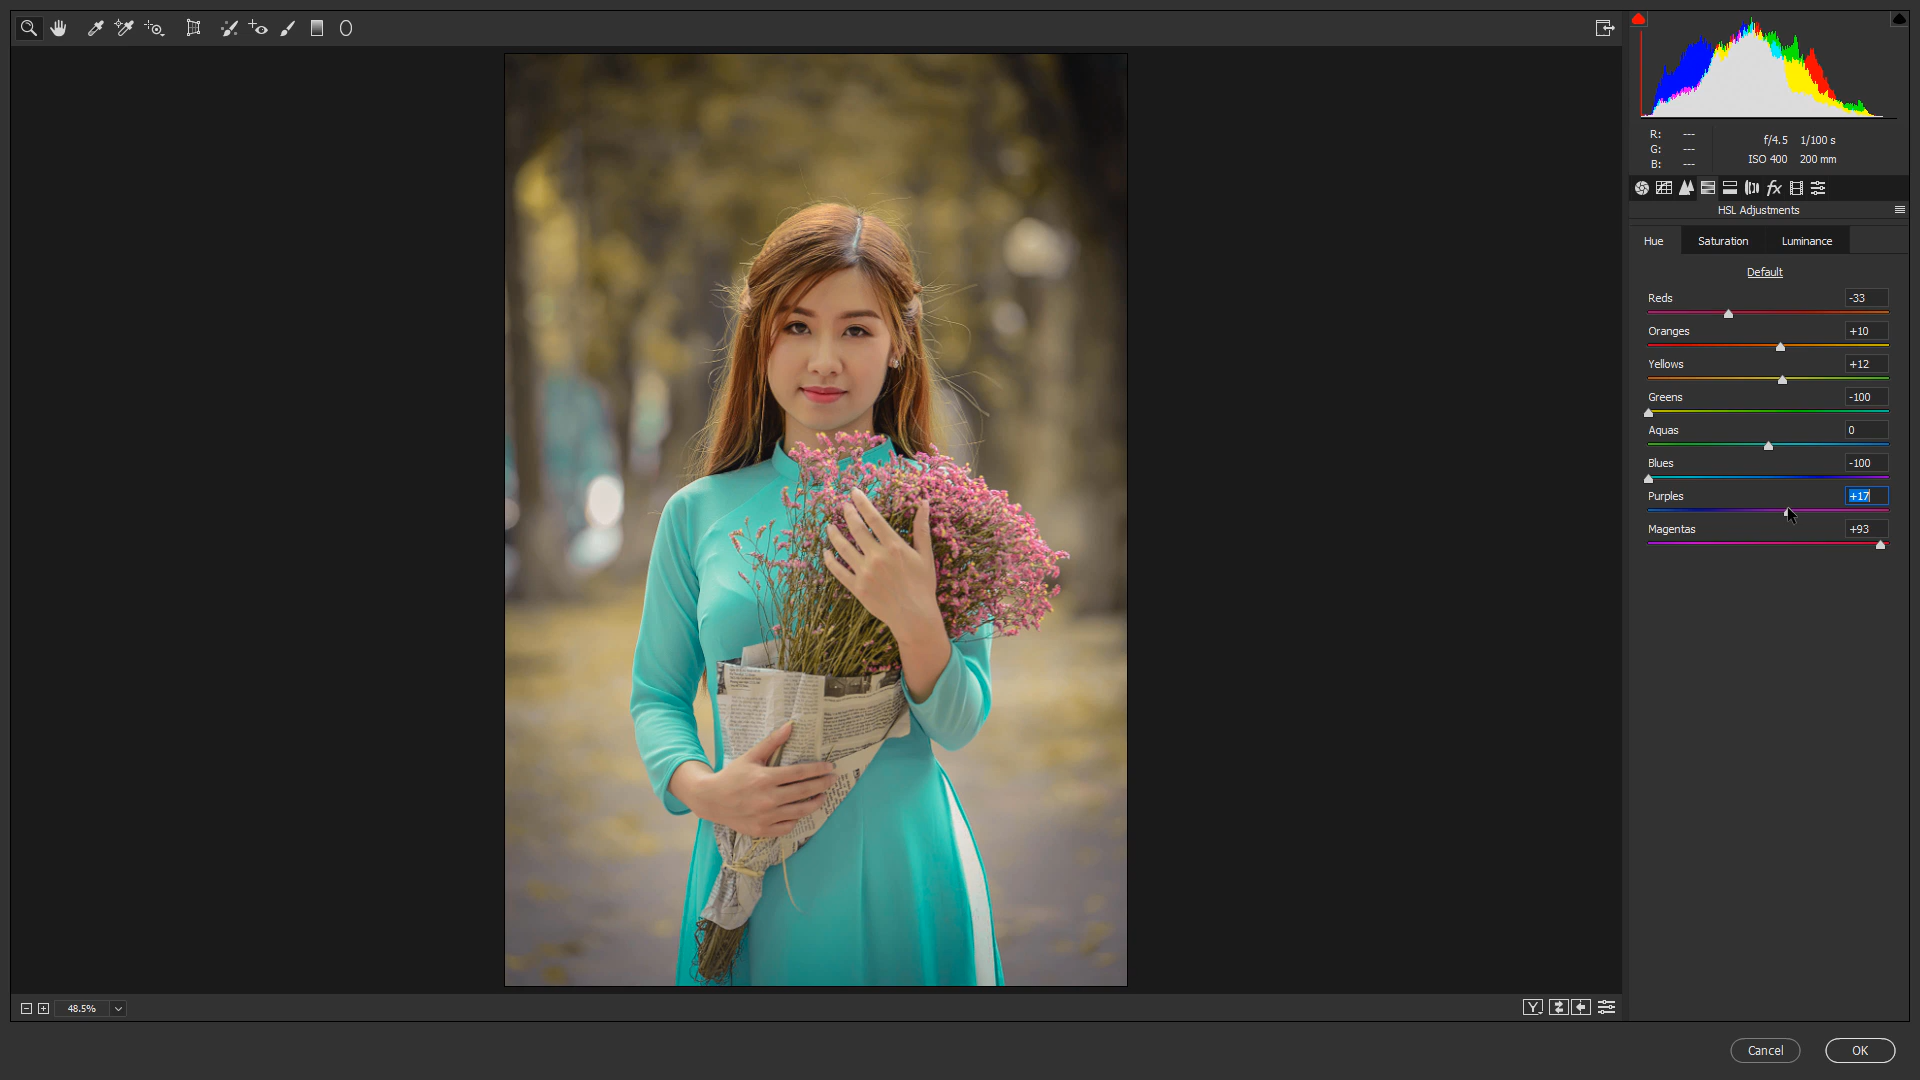 R: ---
G: ---
B: ---
f/4.5 1/100 s
ISO 400 200 mm
fx
HSL Adjustments
Hue Saturation Luminance
Default
Reds -33
Oranges +10
Yellows +12
Greens -100
Aquas 0
Blues -100
Purples +17
Magentas +93
48.5%
Y
Cancel OK